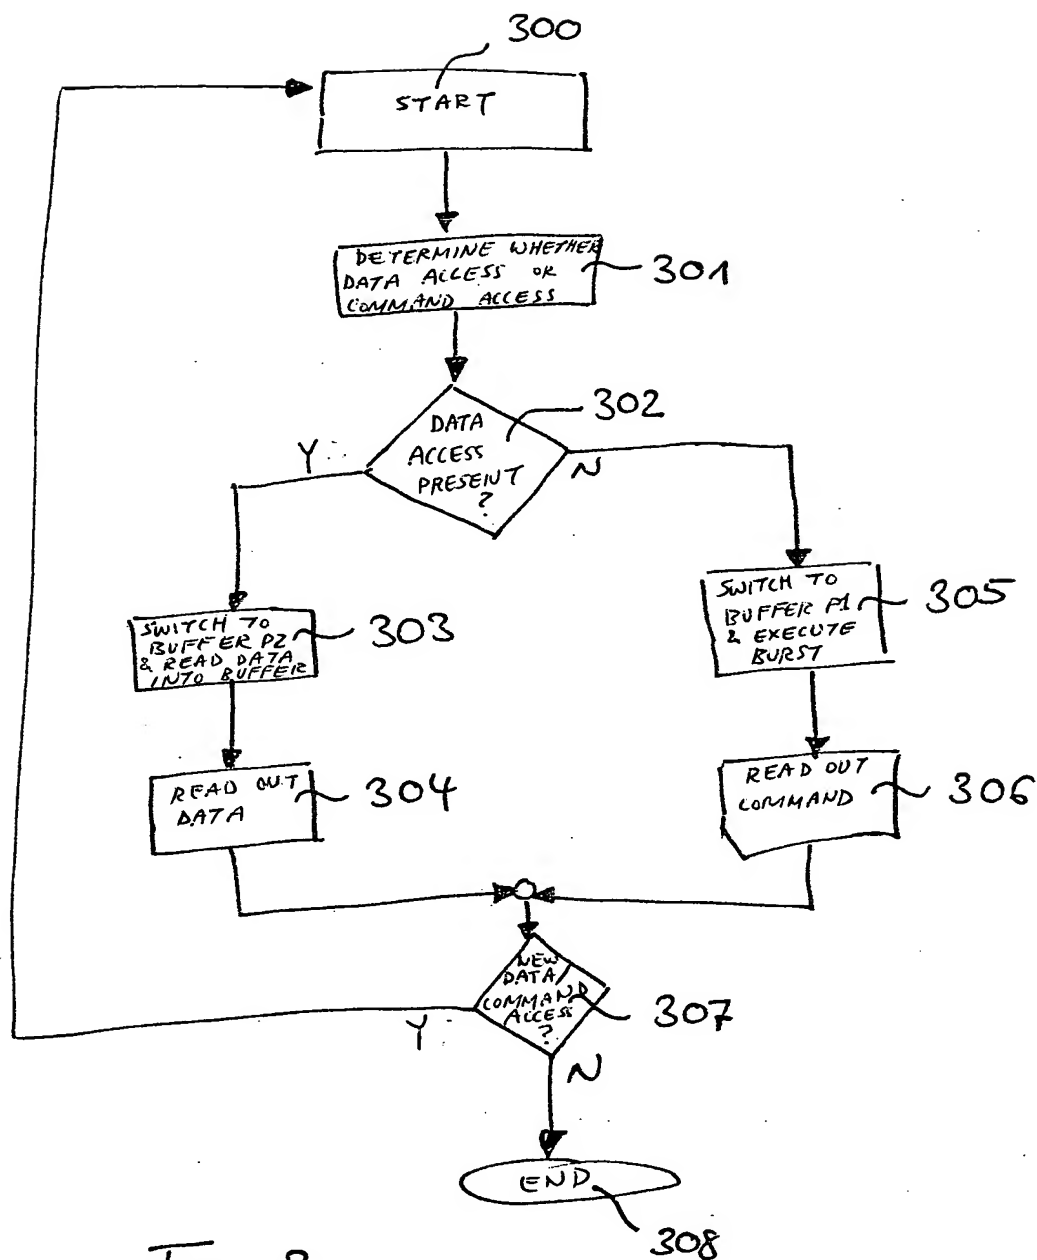 300
START
DETERMINE WHETHER
DATA ACCESS OR
COMMAND ACCESS
301
DATA
ACCESS
PRESENT
?
302
Y
N
SWITCH TO
BUFFER P2
& READ DATA
INTO BUFFER
303
SWITCH TO
BUFFER P1
& EXECUTE
BURST
305
READ OUT
DATA
304
READ OUT
COMMAND
306
NEW
DATA/
COMMAND
ACCESS
?
307
Y
N
END
308